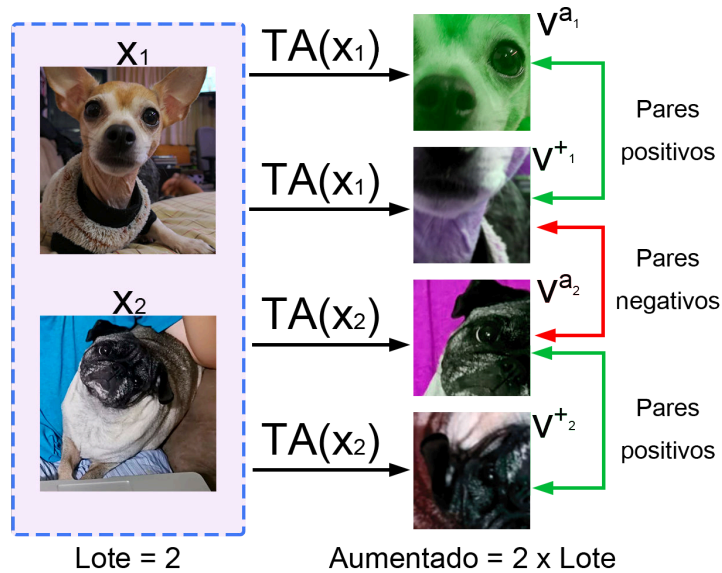 x₁
TA(x₁)
vᵃ₁
Pares
positivos
TA(x₁)
v⁺₁
Pares
negativos
x₂
TA(x₂)
vᵃ₂
Pares
positivos
TA(x₂)
v⁺₂
Lote = 2
Aumentado = 2 x Lote